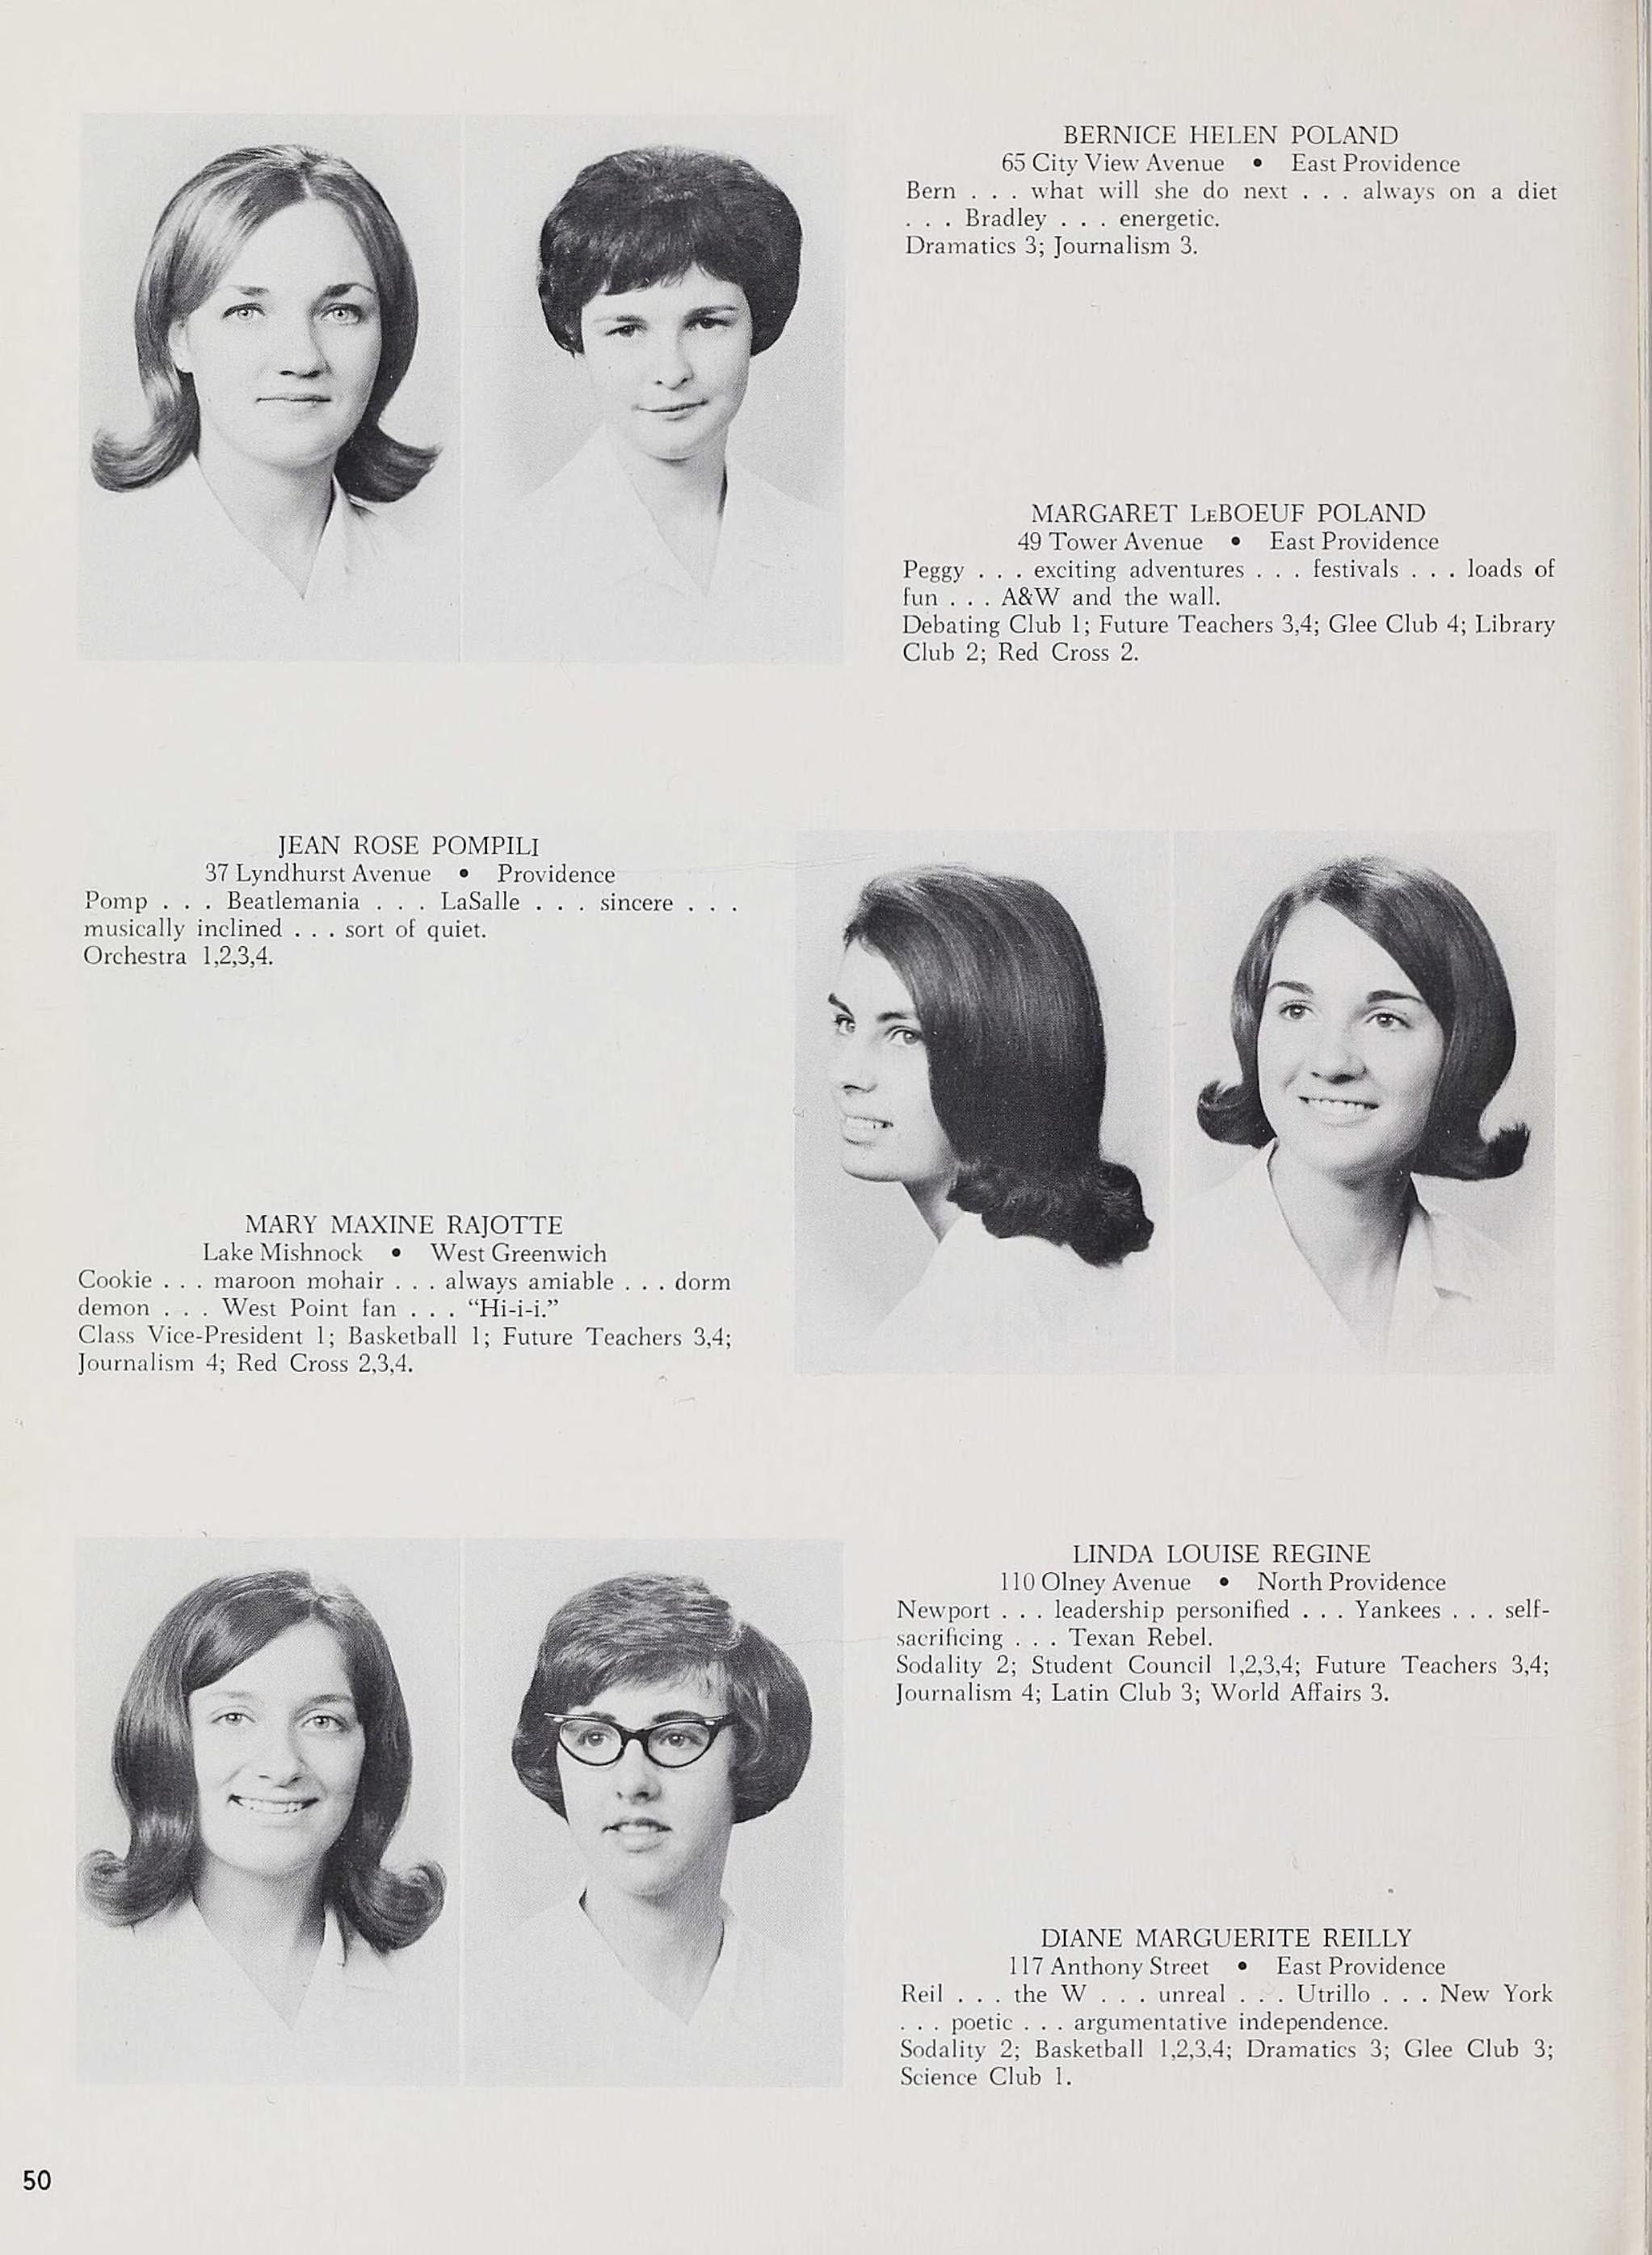 BERNICE HELEN POLAND
65 City View Avenue • East Providence
Bern . . . what will she do next . . . always on a diet
. . . Bradley . . . energetic.
Dramatics 3; Journalism 3.
MARGARET LEBOEUF POLAND
49 Tower Avenue • East Providence
Peggy . . . exciting adventures . . . festivals . . . loads of
fun . . . A&W and the wall.
Debating Club 1; Future Teachers 3,4; Glee Club 4; Library
Club 2; Red Cross 2.
JEAN ROSE POMPILI
37 Lyndhurst Avenue • Providence
Pomp . . . Beatlemania . . . LaSalle . . . sincere . . .
musically inclined . . . sort of quiet.
Orchestra 1,2,3,4.
MARY MAXINE RAJOTTE
Lake Mishnock • West Greenwich
Cookie . . . maroon mohair . . . always amiable . . . dorm
demon . . . West Point fan . . . “Hi-i-i.”
Class Vice-President 1; Basketball 1; Future Teachers 3,4;
Journalism 4; Red Cross 2,3,4.
LINDA LOUISE REGINE
110 Olney Avenue • North Providence
Newport . . . leadership personified . . . Yankees . . . self-
sacrificing . . . Texan Rebel.
Sodality 2; Student Council 1,2,3,4; Future Teachers 3,4;
Journalism 4; Latin Club 3; World Affairs 3.
DIANE MARGUERITE REILLY
117 Anthony Street • East Providence
Reil . . . the W . . . unreal . . . Utrillo . . . New York
. . . poetic . . . argumentative independence.
Sodality 2; Basketball 1,2,3,4; Dramatics 3; Glee Club 3;
Science Club 1.
50